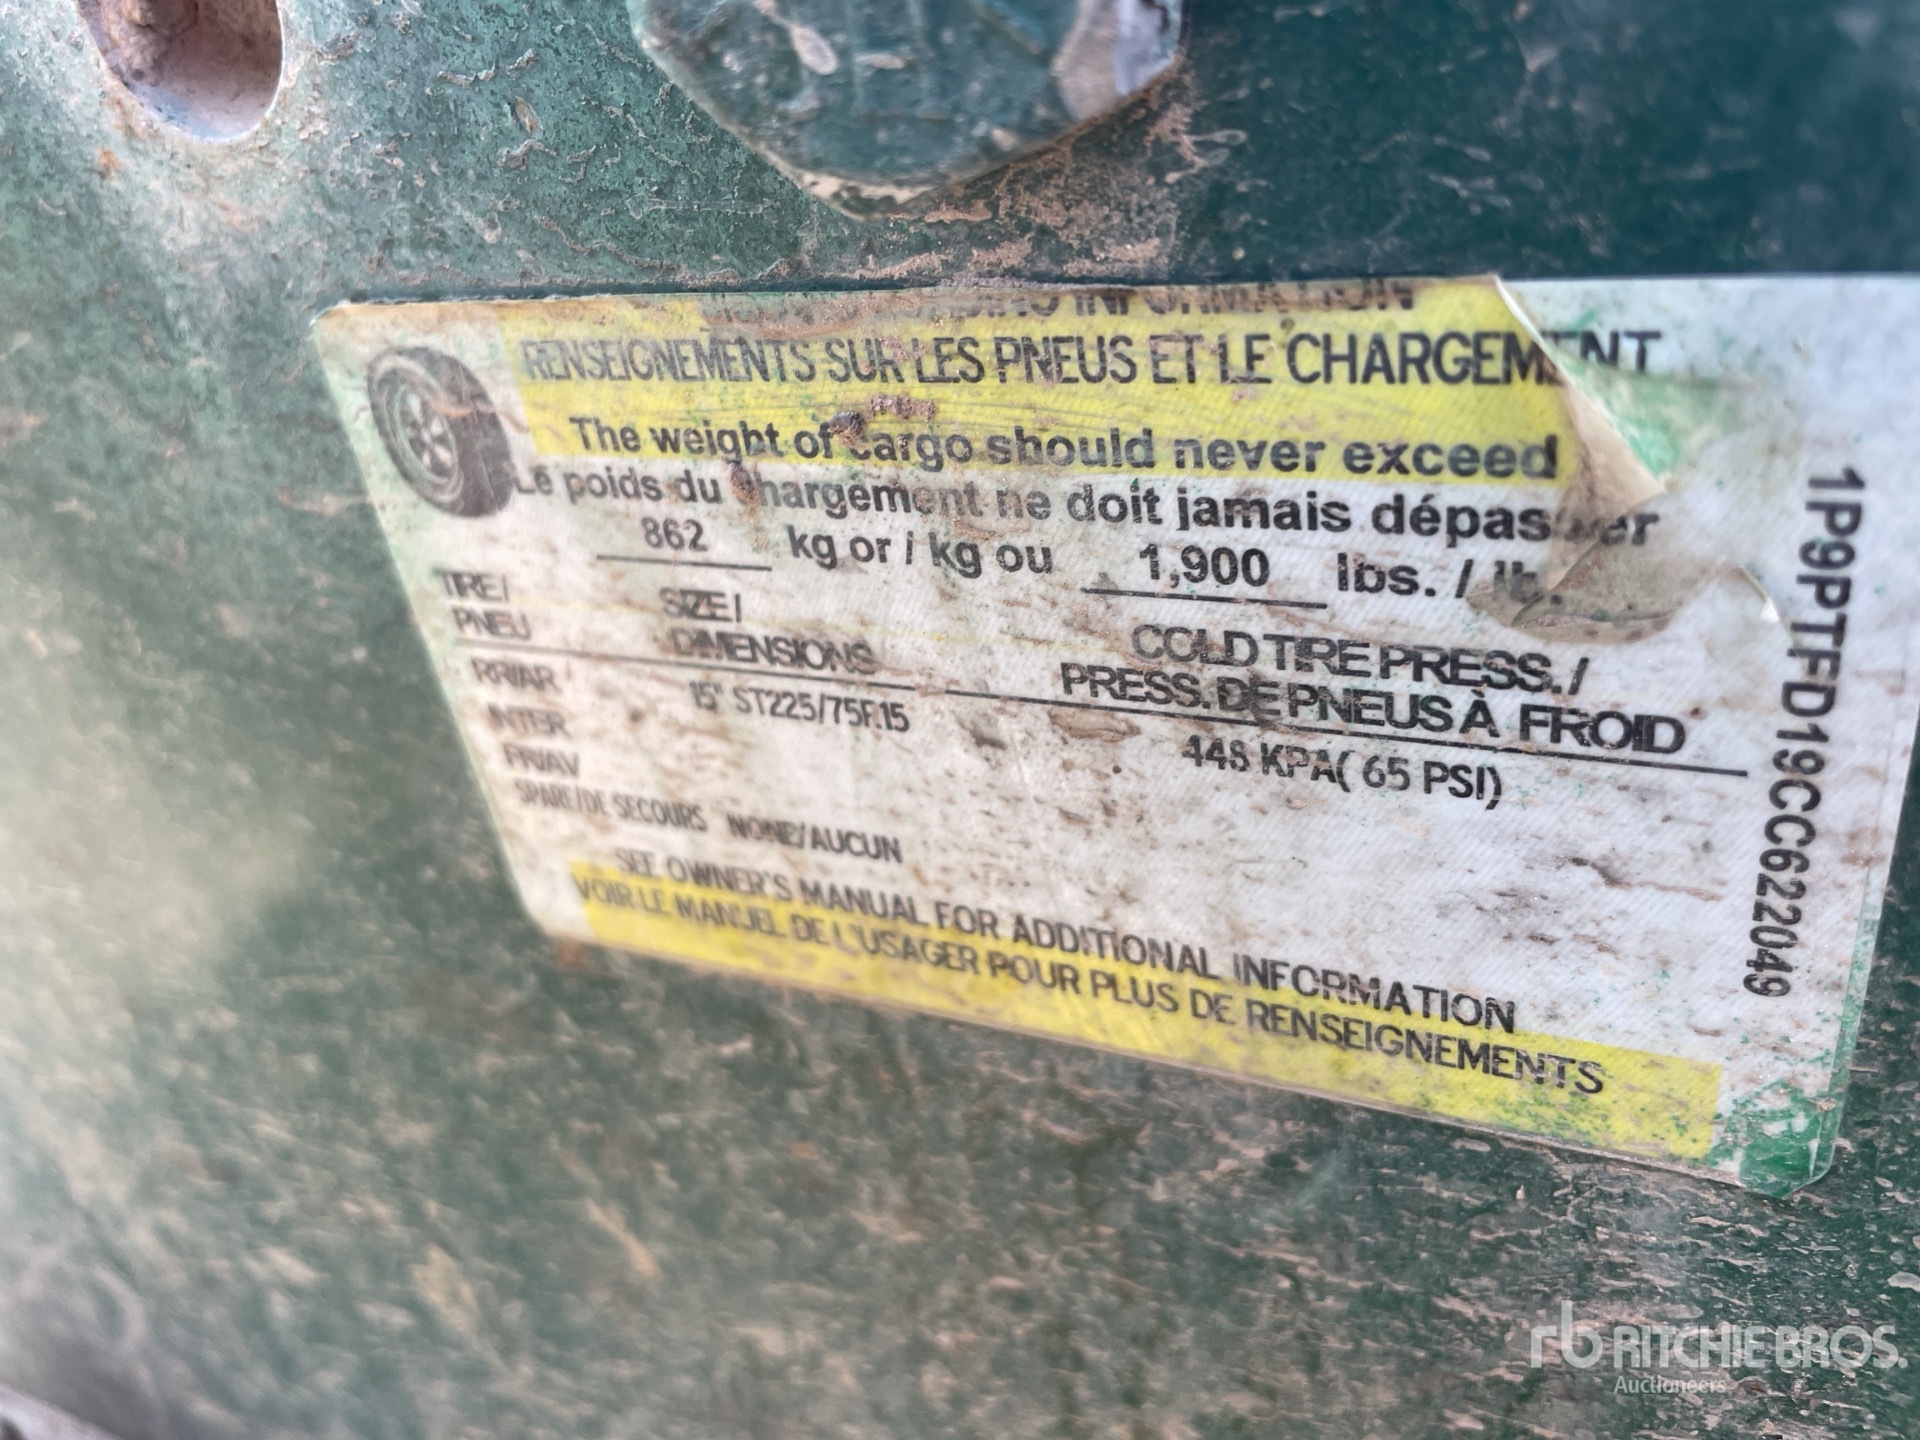 INFORMATION
RENSEIGNEMENTS SUR LES PNEUS ET LE CHARGEMENT
The weight of cargo should never exceed
Le poids du chargement ne doit jamais dépasser
862 kg or / kg ou 1,900 lbs. / lb.
TIRE / PNEU
SIZE / DIMENSIONS
COLD TIRE PRESS. /
PRESS. DE PNEUS À FROID
RR/AR 15" ST225/75R15 448 KPA( 65 PSI)
INTER
FR/AV
SPARE/DE SECOURS NONE/AUCUN
SEE OWNER'S MANUAL FOR ADDITIONAL INFORMATION
VOIR LE MANUEL DE L'USAGER POUR PLUS DE RENSEIGNEMENTS
1P9PTFD19CC622049
rb RITCHIE BROS.
Auctioneers